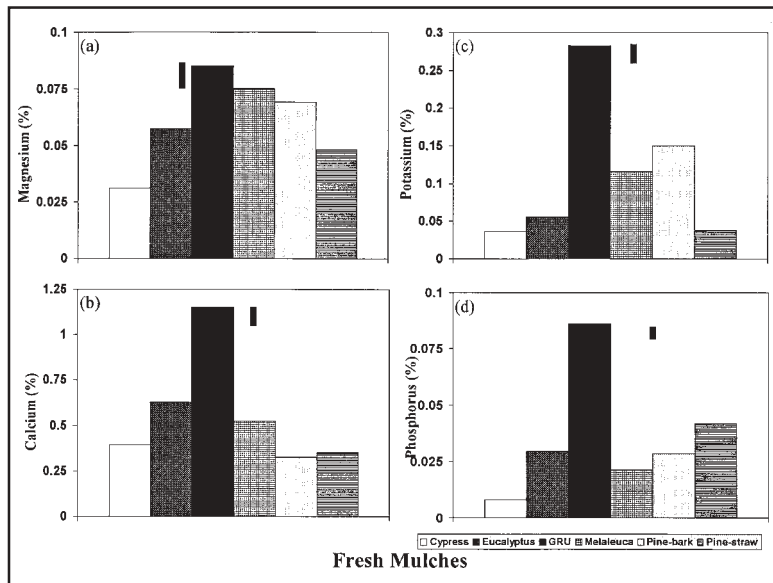 (a)
Magnesium (%)
0.1
0.075
0.05
0.025
0
(c)
Potassium (%)
0.3
0.25
0.2
0.15
0.1
0.05
0
(b)
Calcium (%)
1.25
1
0.75
0.5
0.25
0
(d)
Phosphorus (%)
0.1
0.075
0.05
0.025
0
Cypress Eucalyptus GRU Melaleuca Pine-bark Pine-straw
Fresh Mulches